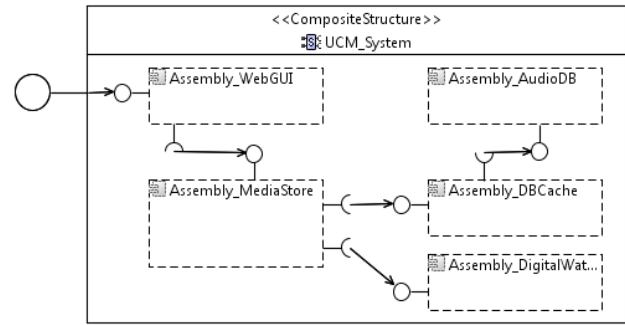 <<CompositeStructure>>
UCM_System
Assembly_WebGUI
Assembly_AudioDB
Assembly_MediaStore
Assembly_DBCache
Assembly_DigitalWat...